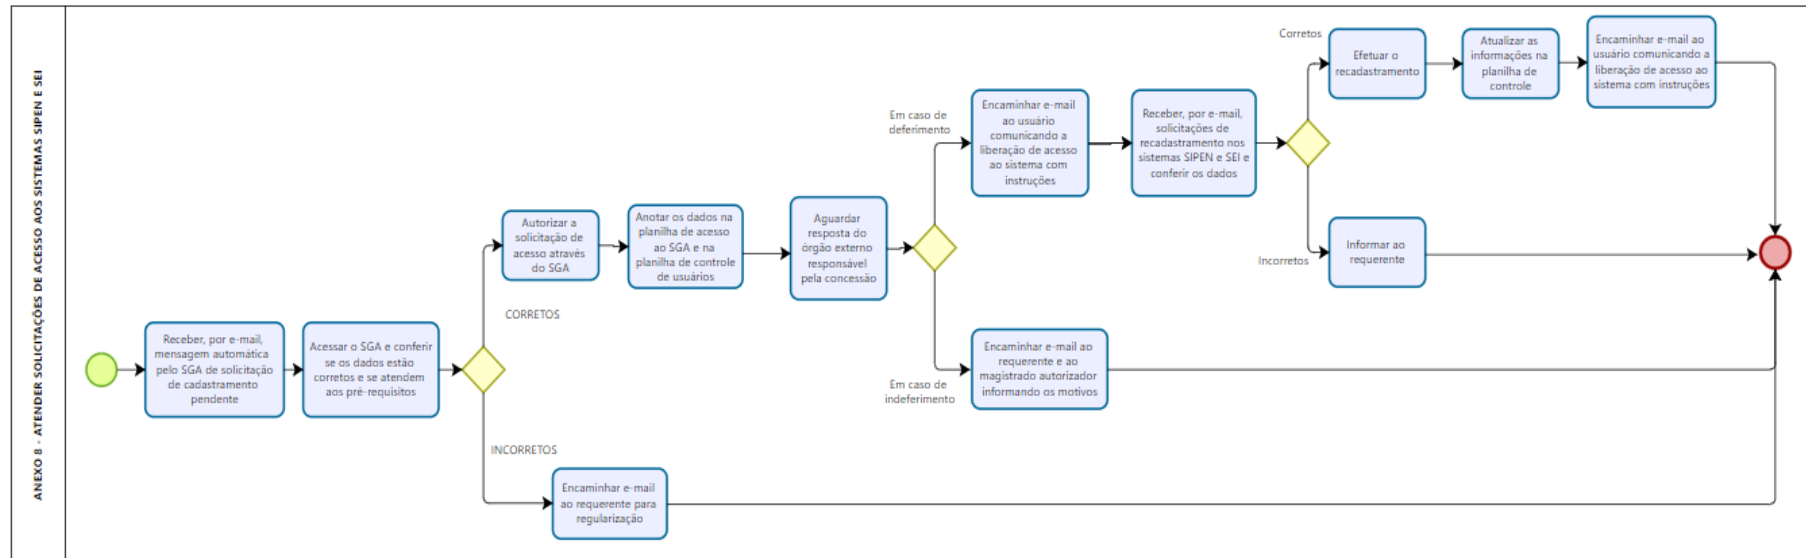 ANEXO 8 - ATENDER SOLICITAÇÕES DE ACESSO AOS SISTEMAS SIPEN E SEI
Receber, por e-mail,
mensagem automática
pelo SGA de solicitação
de cadastramento
pendente
Acessar o SGA e conferir
se os dados estão
corretos e se atendem
aos pré-requisitos
CORRETOS
INCORRETOS
Autorizar a
solicitação de
acesso através
do SGA
Anotar os dados na
planilha de acesso
ao SGA e na
planilha de controle
de usuários
Aguardar
resposta do
órgão externo
responsável
pela concessão
Encaminhar e-mail
ao requerente para
regularização
Em caso de
deferimento
Em caso de
indeferimento
Encaminhar e-mail
ao usuário
comunicando a
liberação de acesso
ao sistema com
instruções
Receber, por e-mail,
solicitações de
recadastramento nos
sistemas SIPEN e SEI e
conferir os dados
Encaminhar e-mail ao
requerente e ao
magistrado autorizador
informando os motivos
Corretos
Incorretos
Efetuar o
recadastramento
Atualizar as
informações na
planilha de
controle
Encaminhar e-mail ao
usuário comunicando a
liberação de acesso ao
sistema com instruções
Informar ao
requerente